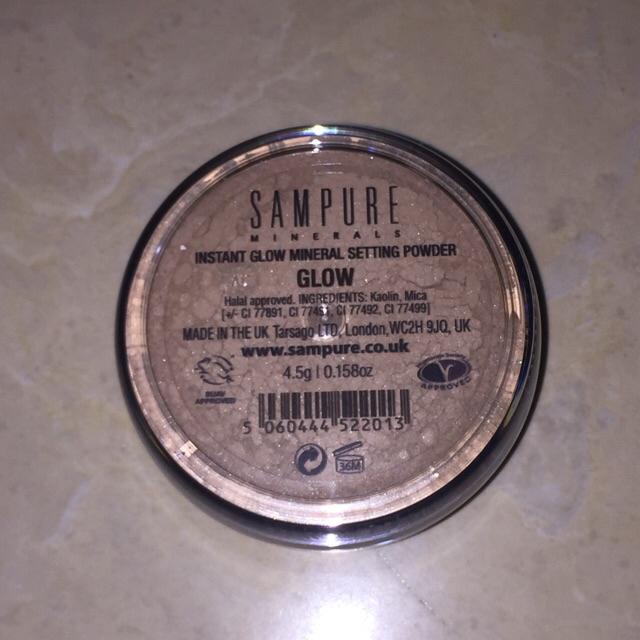 SAMPURE
MINERALS
INSTANT GLOW MINERAL SETTING POWDER
GLOW
Halal approved. INGREDIENTS: Kaolin, Mica
[+/- CI 77891, CI 77491, CI 77492, CI 77499]
MADE IN THE UK Tarsago LTD, London, WC2H 9JQ, UK
www.sampure.co.uk
4.5g | 0.158oz
BUAV
APPROVED
V
APPROVED
5 060444 522013
36M